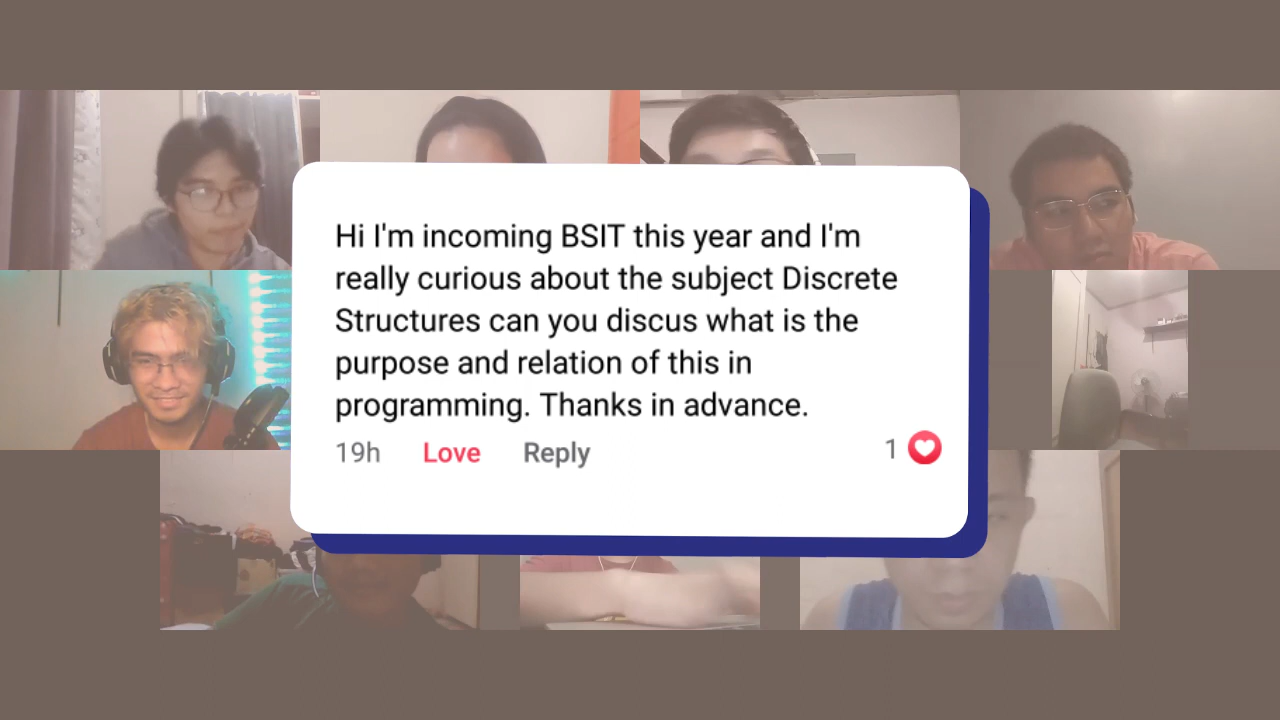 Hi I'm incoming BSIT this year and I'm
really curious about the subject Discrete
Structures can you discus what is the
purpose and relation of this in
programming. Thanks in advance.
19h Love Reply 1